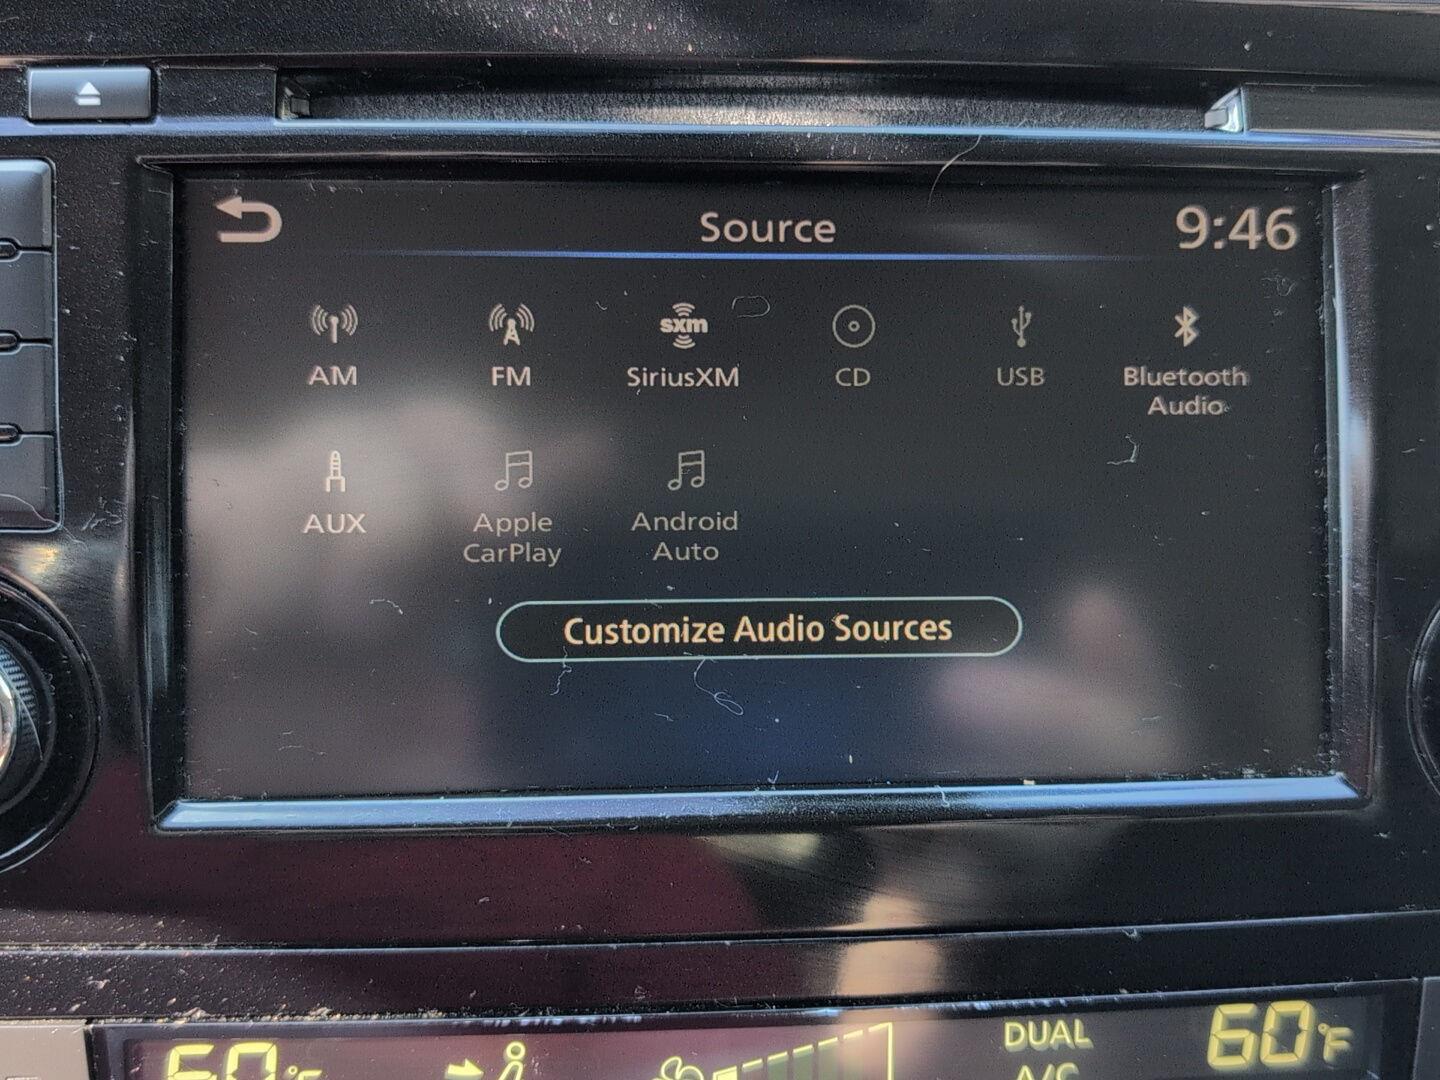 Source
9:46
sxm
AM FM SiriusXM CD USB Bluetooth
Audio
AUX Apple Android
CarPlay Auto
Customize Audio Sources
60°F DUAL 60°F
A/C